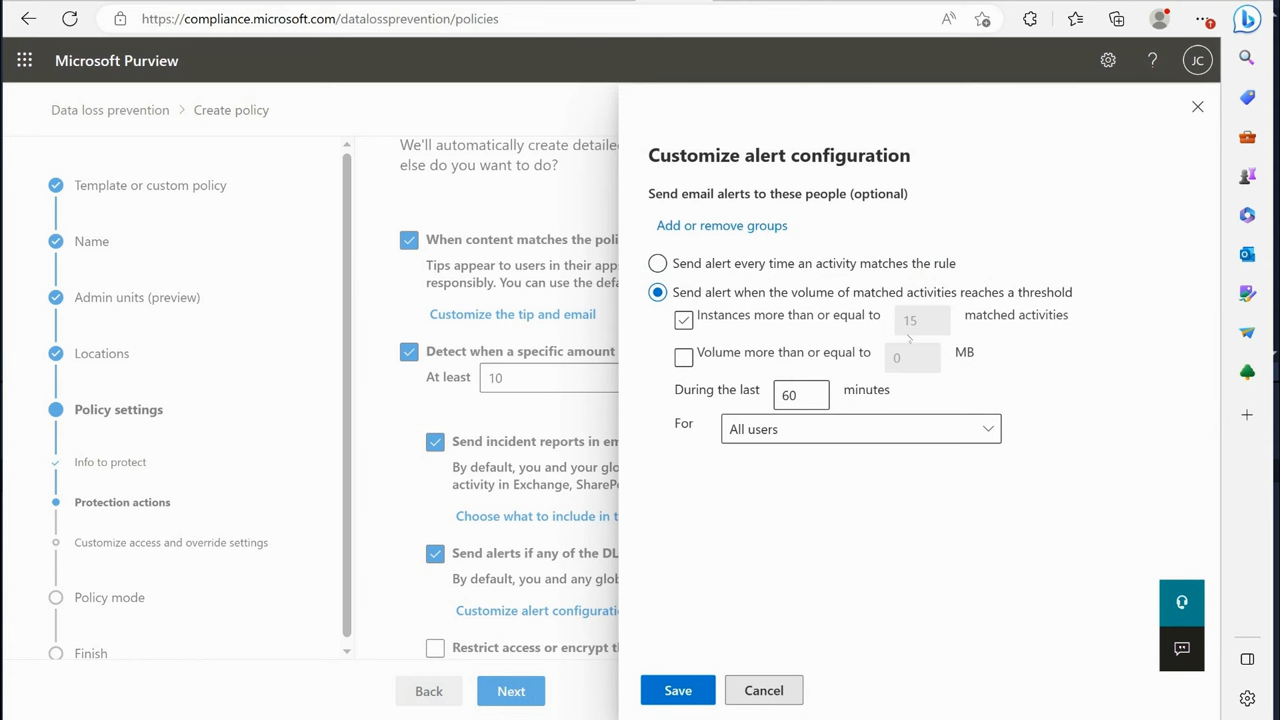 https://compliance.microsoft.com/datalossprevention/policies
Microsoft Purview
JC
Data loss prevention > Create policy
Template or custom policy
Name
Admin units (preview)
Locations
Policy settings
Info to protect
Protection actions
Customize access and override settings
Policy mode
Finish
We'll automatically create detailed
else do you want to do?
When content matches the poli
Tips appear to users in their apps
responsibly. You can use the defa
Customize the tip and email
Detect when a specific amount
At least 10
Send incident reports in em
By default, you and your glo
activity in Exchange, SharePo
Choose what to include in t
Send alerts if any of the DL
By default, you and any glob
Customize alert configuratio
Restrict access or encrypt th
Back
Next
Customize alert configuration
Send email alerts to these people (optional)
Add or remove groups
Send alert every time an activity matches the rule
Send alert when the volume of matched activities reaches a threshold
Instances more than or equal to 15 matched activities
Volume more than or equal to 0 MB
During the last 60 minutes
For All users
Save
Cancel